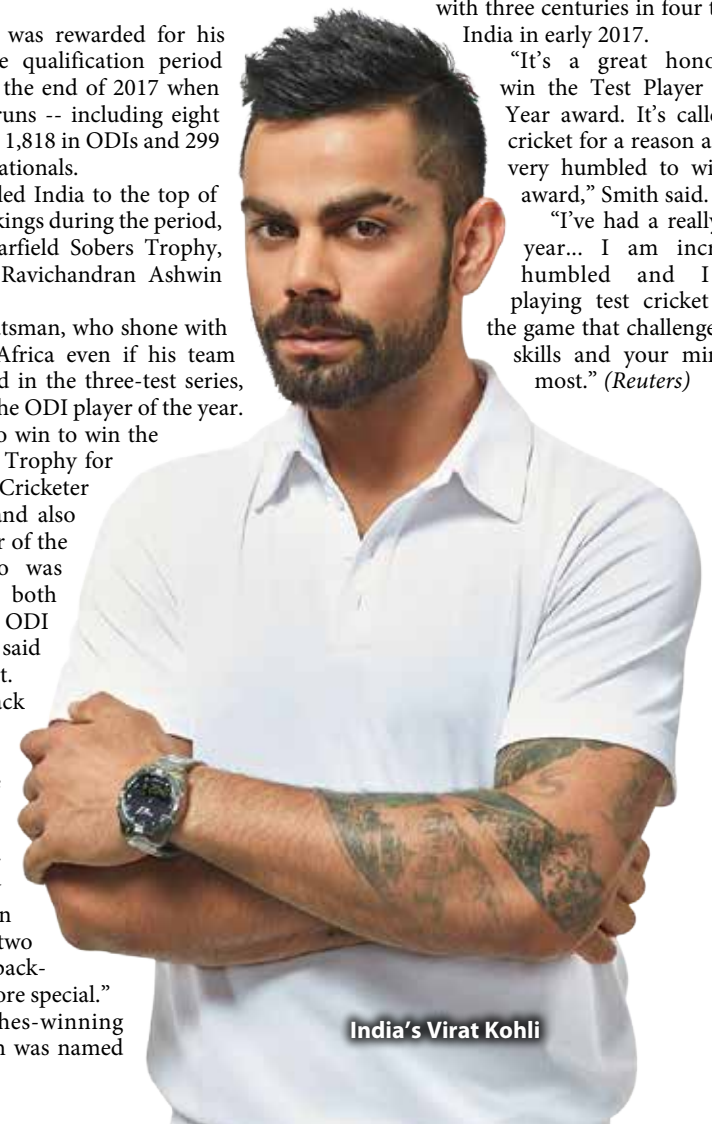 was rewarded for his
e qualification period
the end of 2017 when
runs -- including eight
1,818 in ODIs and 299
ationals.
led India to the top of
kings during the period,
arfield Sobers Trophy,
Ravichandran Ashwin
tsman, who shone with
Africa even if his team
d in the three-test series,
he ODI player of the year.
o win to win the
Trophy for
Cricketer
and also
r of the
o was
both
ODI
said
t.
ack
n
two
back-
ore special.”
hes-winning
n was named
with three centuries in four t
India in early 2017.
“It’s a great hono
win the Test Player
Year award. It’s calle
cricket for a reason a
very humbled to wi
award,” Smith said.
“I’ve had a really
year... I am incr
humbled and I
playing test cricket
the game that challenge
skills and your min
most.” (Reuters)
India’s Virat Kohli